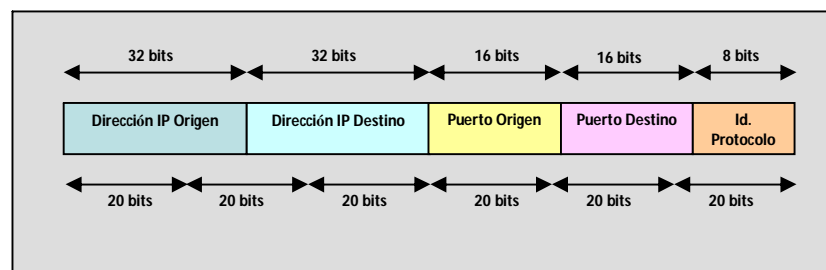 32 bits 32 bits 16 bits 16 bits 8 bits
Dirección IP Origen Dirección IP Destino Puerto Origen Puerto Destino Id.
Protocolo
20 bits 20 bits 20 bits 20 bits 20 bits 20 bits